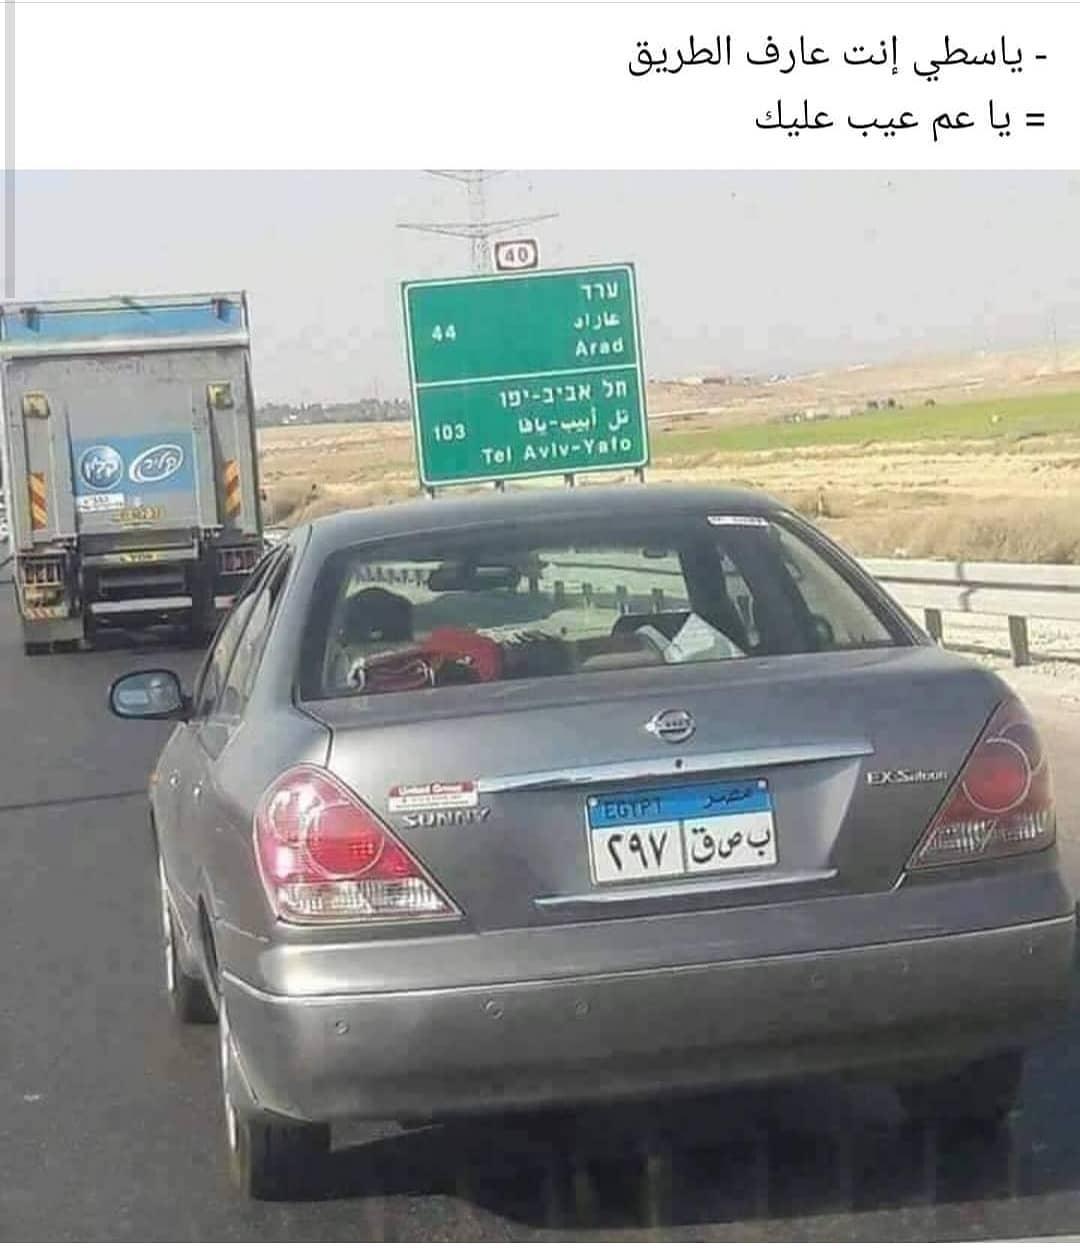 - ياسطي إنت عارف الطريق
= يا عم عيب عليك
40
ערד
عاراد
Arad
44
תל אביב-יפו
تل أبيب-يافا
Tel Aviv-Yafo
103
קליר
SUNNY
EX Saloon
EGYPT مصر
٢٩٧ ب ص ق